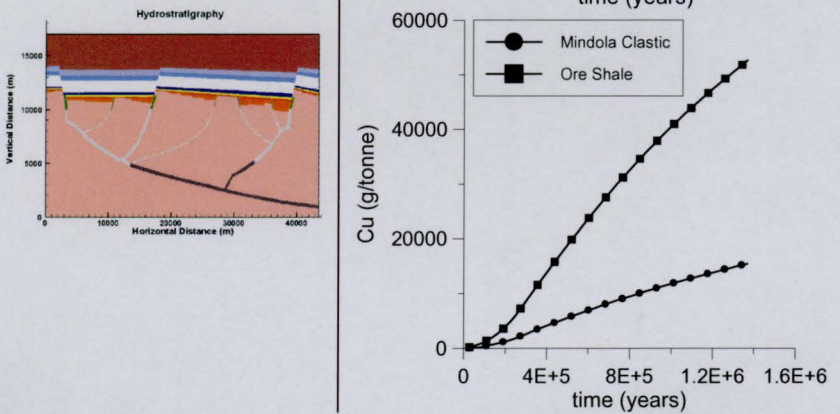 Hydrostratigraphy
Vertical Distance (m)
15000
10000
5000
0
0 10000 20000 30000 40000
Horizontal Distance (m)
time (years)
Mindola Clastic
Ore Shale
Cu (g/tonne)
60000
40000
20000
0
0 4E+5 8E+5 1.2E+6 1.6E+6
time (years)